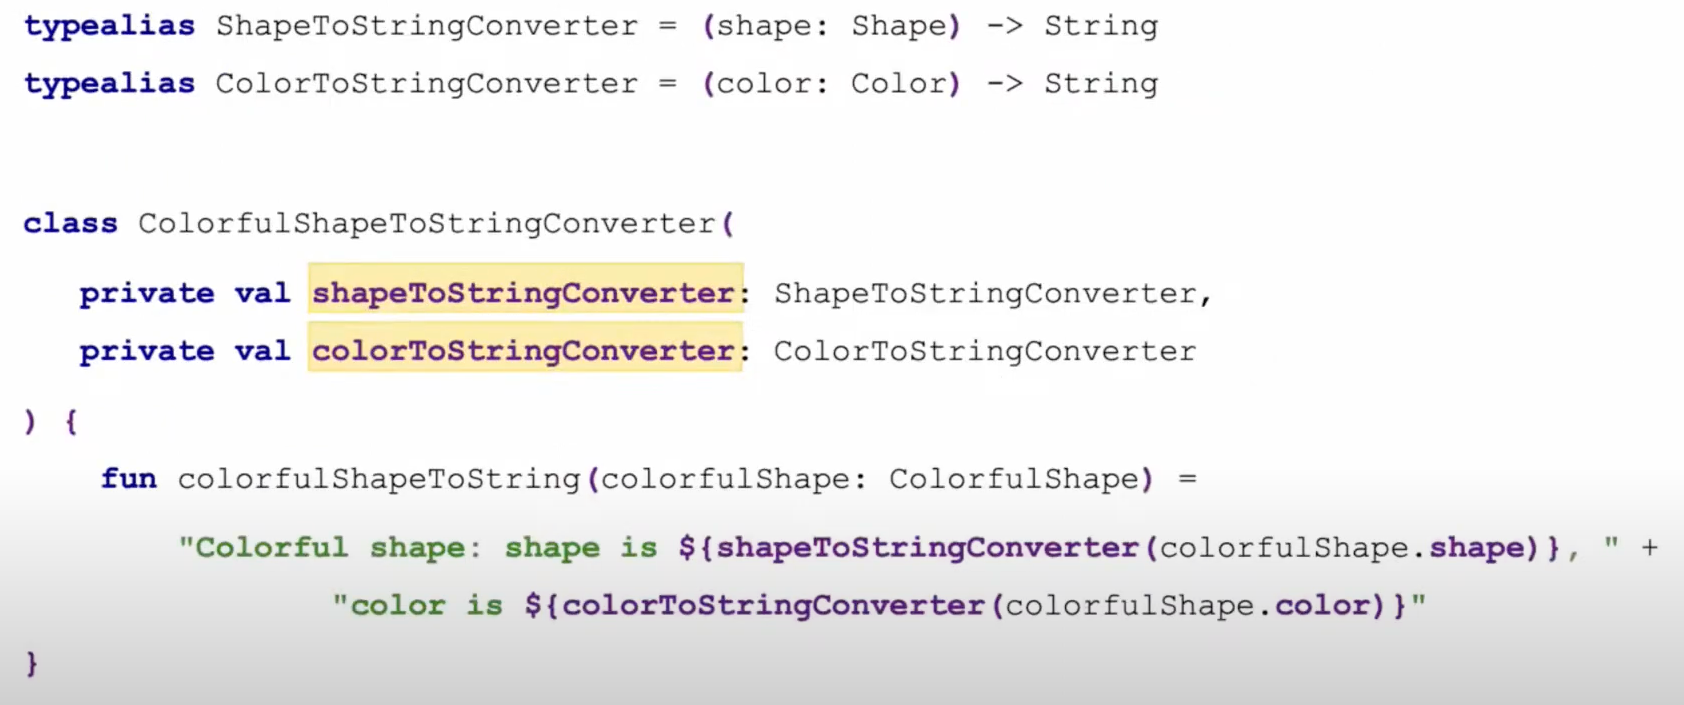 typealias ShapeToStringConverter = (shape: Shape) -> String
typealias ColorToStringConverter = (color: Color) -> String
class ColorfulShapeToStringConverter(
private val shapeToStringConverter: ShapeToStringConverter,
private val colorToStringConverter: ColorToStringConverter
) {
fun colorfulShapeToString(colorfulShape: ColorfulShape) =
"Colorful shape: shape is ${shapeToStringConverter(colorfulShape.shape)}, " +
"color is ${colorToStringConverter(colorfulShape.color)}"
}